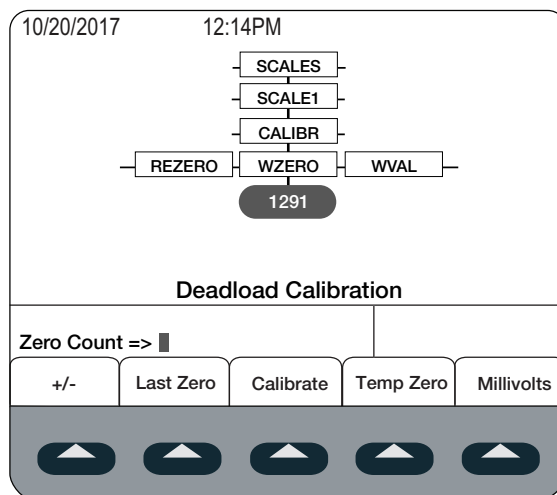 10/20/2017 12:14PM
SCALES
SCALE1
CALIBR
REZERO WZERO WVAL
1291
Deadload Calibration
Zero Count =>
+/- Last Zero Calibrate Temp Zero Millivolts